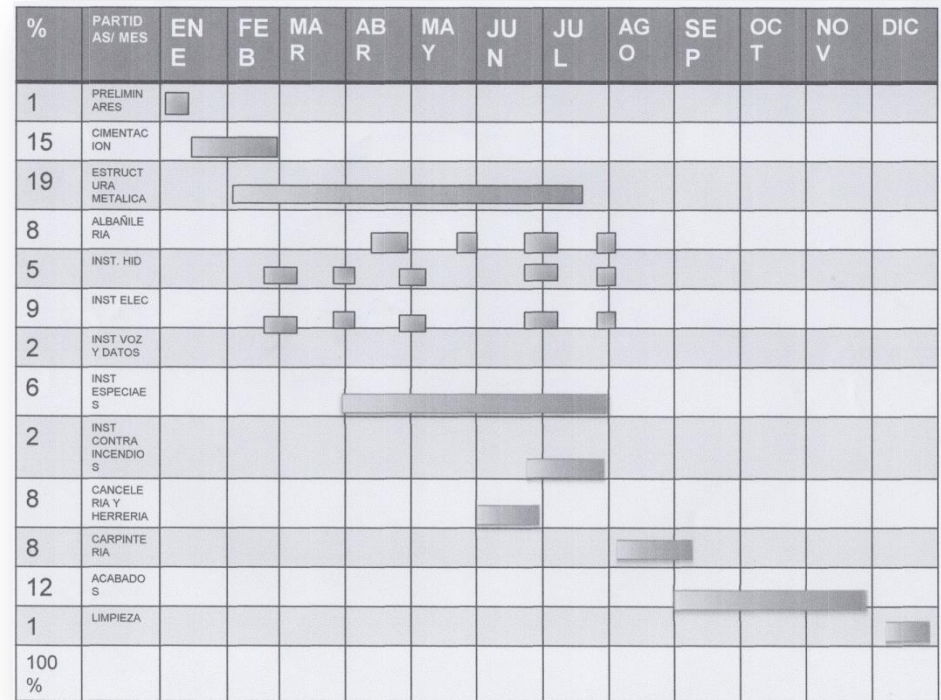 % PARTID EN FE MA AB MA JU JU AG SE OC NO DIC
AS/ MES E B R R Y N L O P T V
1 PRELIMIN
ARES
15 CIMENTAC
ION
19 ESTRUCT
URA
METALICA
8 ALBAÑILE
RIA
5 INST. HID
9 INST ELEC
2 INST VOZ
Y DATOS
6 INST
ESPECIAES
S
2 INST
CONTRA
INCENDIO
S
8 CANCELE
RIA Y
HERRERIA
8 CARPINTE
RIA
12 ACABADO
S
1 LIMPIEZA
100
%